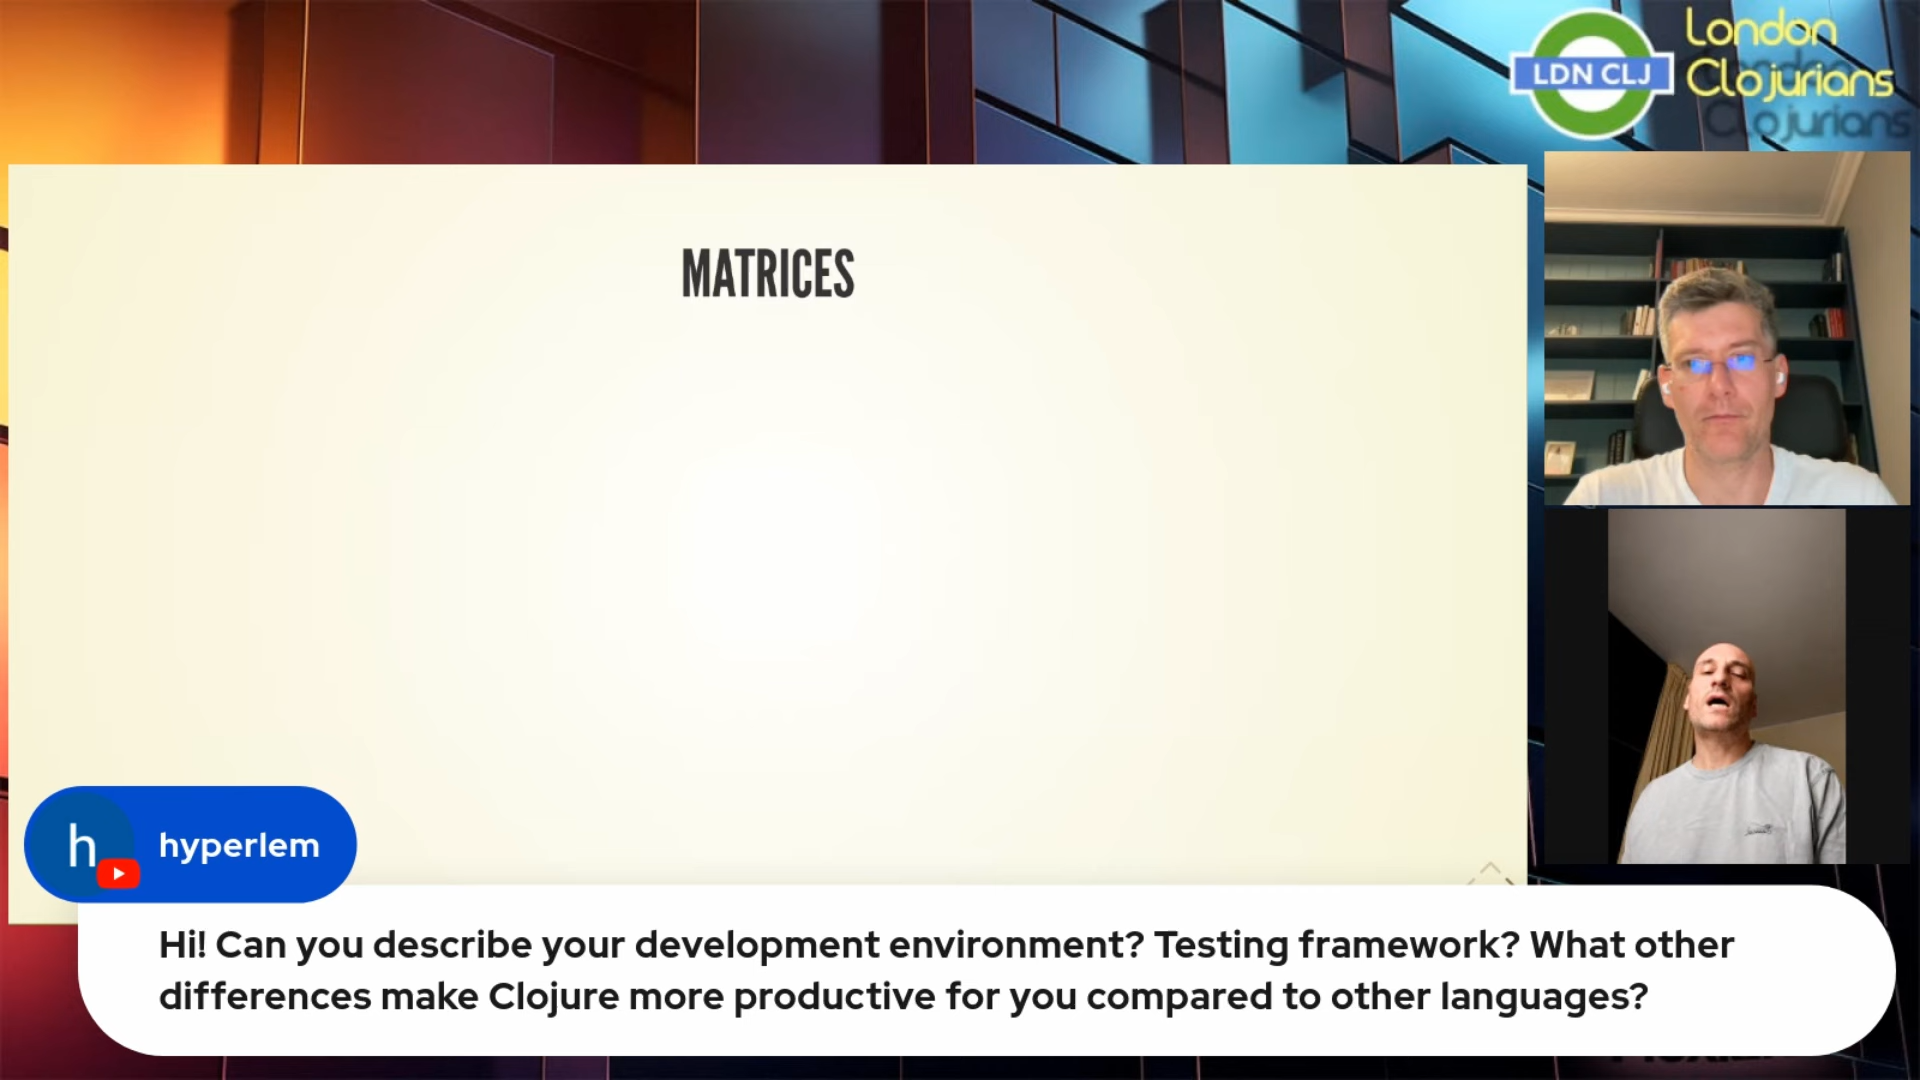 London
Clojurians
LDN CLJ
MATRICES
h
hyperlem
Hi! Can you describe your development environment? Testing framework? What other
differences make Clojure more productive for you compared to other languages?